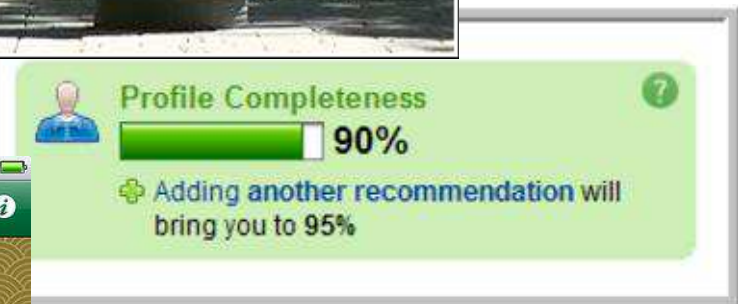 Profile Completeness
?
90%
Adding another recommendation will
bring you to 95%
i